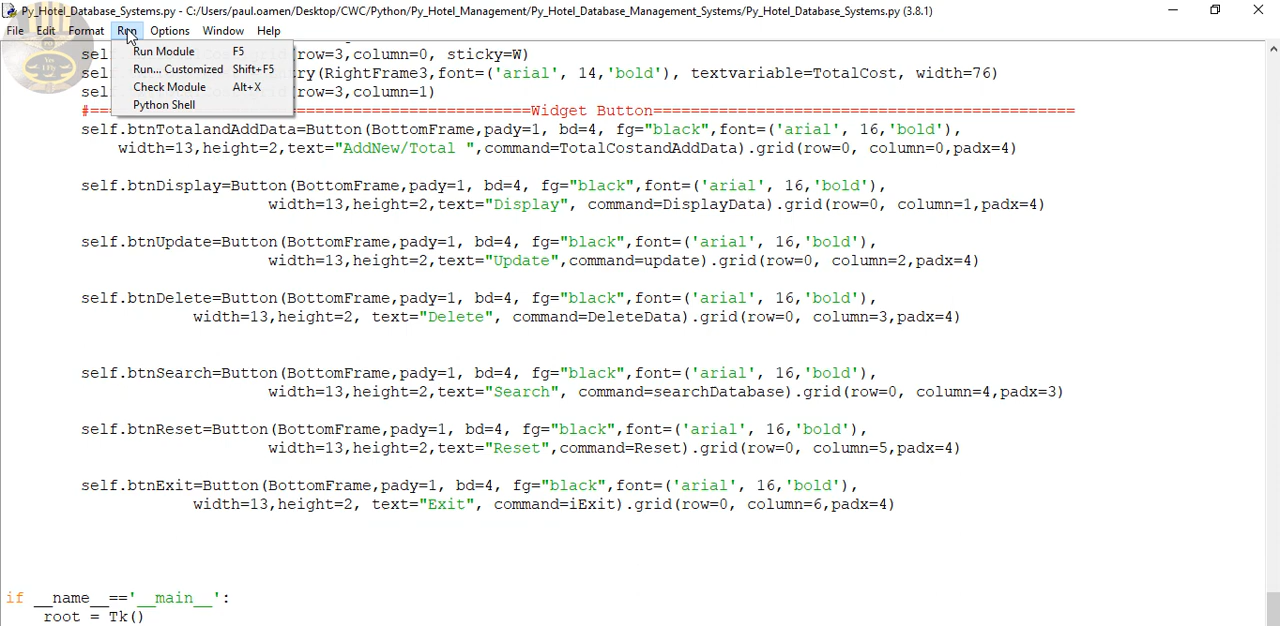 Py_Hotel_Database_Systems.py - C:/Users/paul.oamen/Desktop/CWC/Python/Py_Hotel_Management/Py_Hotel_Database_Management_Systems/Py_Hotel_Database_Systems.py (3.8.1)
File Edit Format Run Options Window Help
Run Module F5
Run... Customized Shift+F5
Check Module Alt+X
Python Shell
self. (row=3,column=0, sticky=W)
self. ntry(RightFrame3,font=('arial', 14,'bold'), textvariable=TotalCost, width=76)
self. (row=3,column=1)
#=================================================Widget Button=============================================
self.btnTotalandAddData=Button(BottomFrame,pady=1, bd=4, fg="black",font=('arial', 16,'bold'),
width=13,height=2,text="AddNew/Total ",command=TotalCostandAddData).grid(row=0, column=0,padx=4)
self.btnDisplay=Button(BottomFrame,pady=1, bd=4, fg="black",font=('arial', 16,'bold'),
width=13,height=2,text="Display", command=DisplayData).grid(row=0, column=1,padx=4)
self.btnUpdate=Button(BottomFrame,pady=1, bd=4, fg="black",font=('arial', 16,'bold'),
width=13,height=2,text="Update",command=update).grid(row=0, column=2,padx=4)
self.btnDelete=Button(BottomFrame,pady=1, bd=4, fg="black",font=('arial', 16,'bold'),
width=13,height=2, text="Delete", command=DeleteData).grid(row=0, column=3,padx=4)
self.btnSearch=Button(BottomFrame,pady=1, bd=4, fg="black",font=('arial', 16,'bold'),
width=13,height=2,text="Search", command=searchDatabase).grid(row=0, column=4,padx=3)
self.btnReset=Button(BottomFrame,pady=1, bd=4, fg="black",font=('arial', 16,'bold'),
width=13,height=2,text="Reset",command=Reset).grid(row=0, column=5,padx=4)
self.btnExit=Button(BottomFrame,pady=1, bd=4, fg="black",font=('arial', 16,'bold'),
width=13,height=2, text="Exit", command=iExit).grid(row=0, column=6,padx=4)
if __name__=='__main__':
root = Tk()